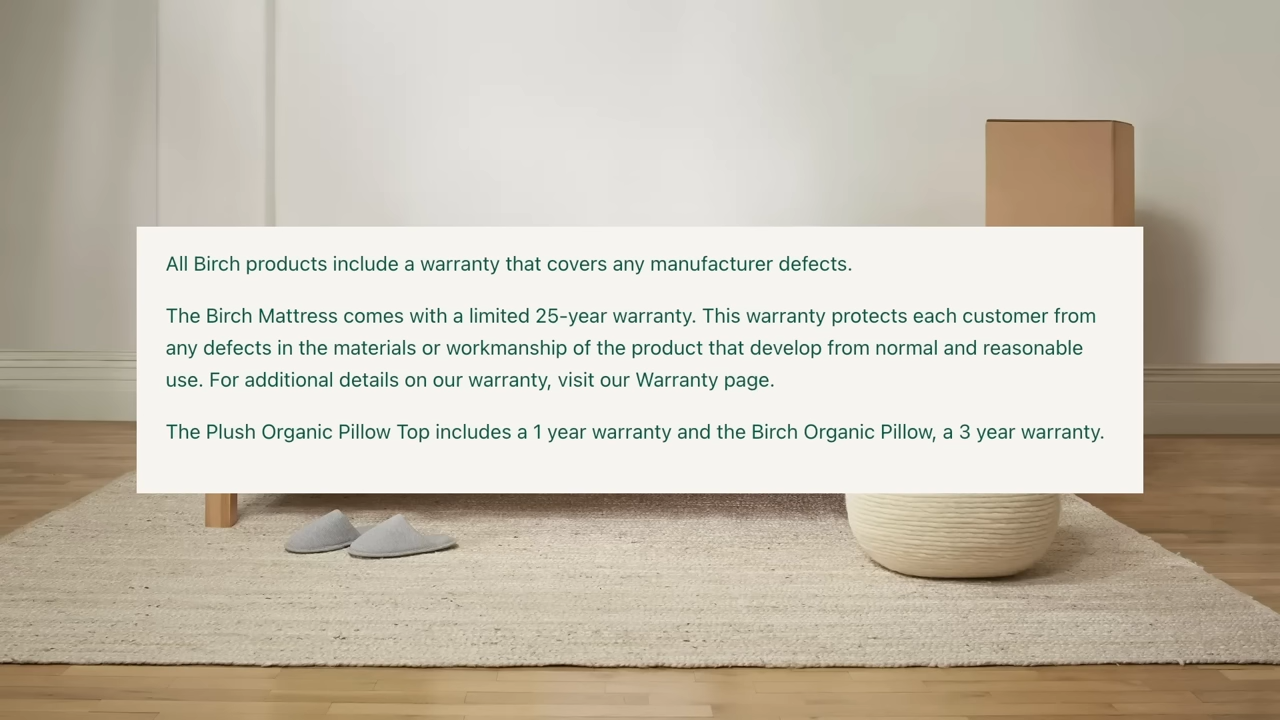 All Birch products include a warranty that covers any manufacturer defects.
The Birch Mattress comes with a limited 25-year warranty. This warranty protects each customer from
any defects in the materials or workmanship of the product that develop from normal and reasonable
use. For additional details on our warranty, visit our Warranty page.
The Plush Organic Pillow Top includes a 1 year warranty and the Birch Organic Pillow, a 3 year warranty.